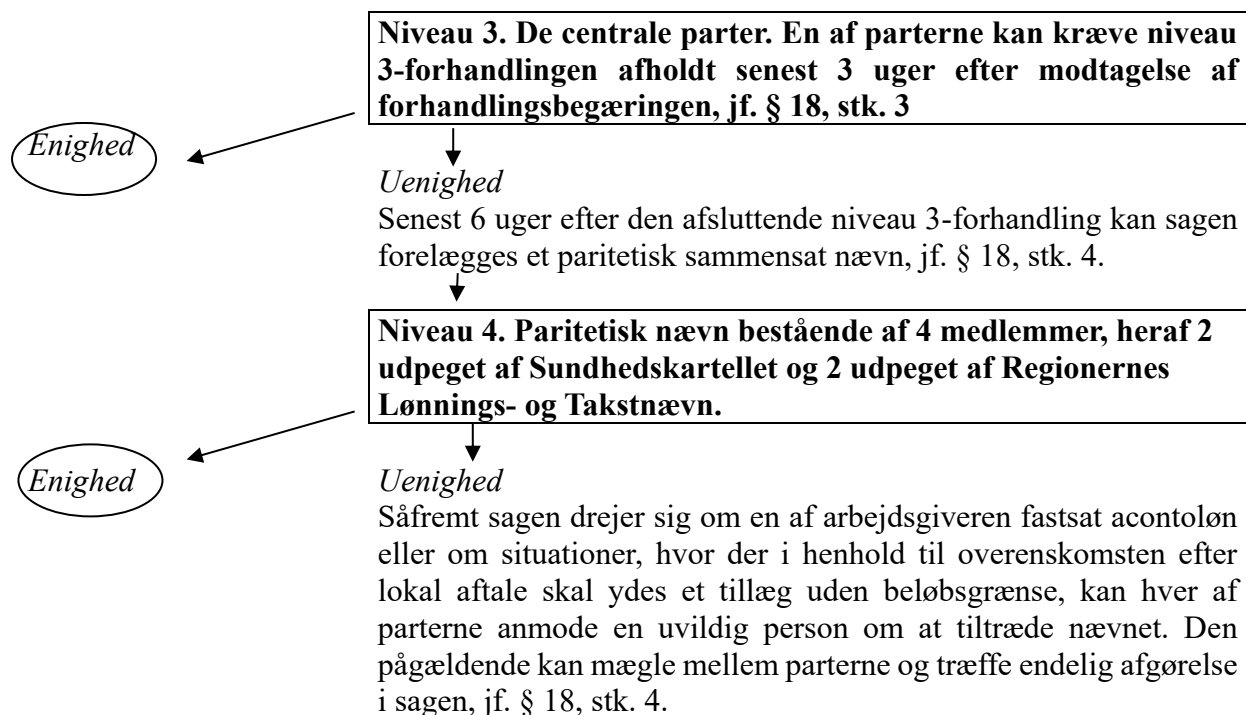 Niveau 3. De centrale parter. En af parterne kan kræve niveau
3-forhandlingen afholdt senest 3 uger efter modtagelse af
forhandlingsbegæringen, jf. § 18, stk. 3
Enighed
Uenighed
Senest 6 uger efter den afsluttende niveau 3-forhandling kan sagen
forelægges et paritetisk sammensat nævn, jf. § 18, stk. 4.
Niveau 4. Paritetisk nævn bestående af 4 medlemmer, heraf 2
udpeget af Sundhedskartellet og 2 udpeget af Regionernes
Lønnings- og Takstnævn.
Enighed
Uenighed
Såfremt sagen drejer sig om en af arbejdsgiveren fastsat acontoløn
eller om situationer, hvor der i henhold til overenskomsten efter
lokal aftale skal ydes et tillæg uden beløbsgrænse, kan hver af
parterne anmode en uvildig person om at tiltræde nævnet. Den
pågældende kan mægle mellem parterne og træffe endelig afgørelse
i sagen, jf. § 18, stk. 4.